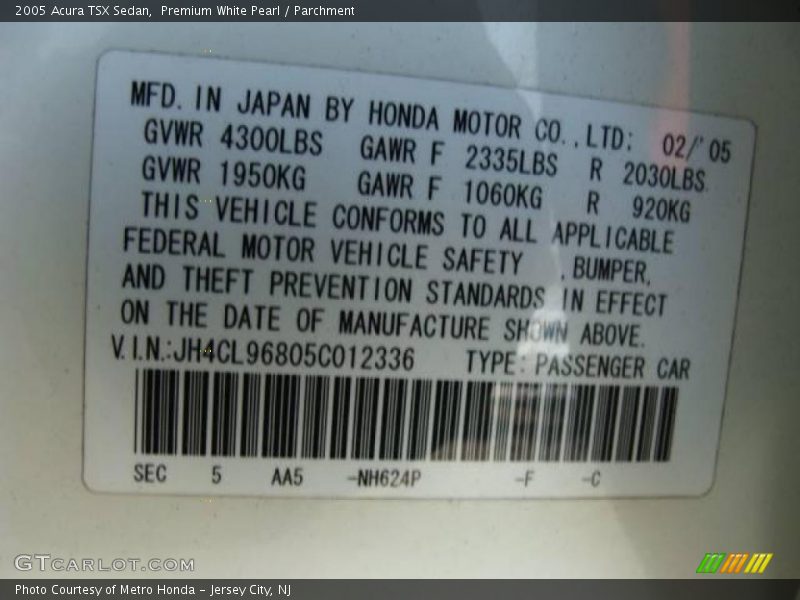 2005 Acura TSX Sedan,  Premium White Pearl / Parchment
MFD. IN JAPAN BY HONDA MOTOR CO.,LTD: 02/'05
GVWR 4300LBS GAWR F 2335LBS R 2030LBS
GVWR 1950KG GAWR F 1060KG R 920KG
THIS VEHICLE CONFORMS TO ALL APPLICABLE
FEDERAL MOTOR VEHICLE SAFETY ,BUMPER,
AND THEFT PREVENTION STANDARDS IN EFFECT
ON THE DATE OF MANUFACTURE SHOWN ABOVE.
V.I.N.:JH4CL96805C012336 TYPE:PASSENGER CAR
SEC 5 AA5 -NH624P -F -C
GTCARLOT.COM
Photo Courtesy of Metro Honda – Jersey City, NJ